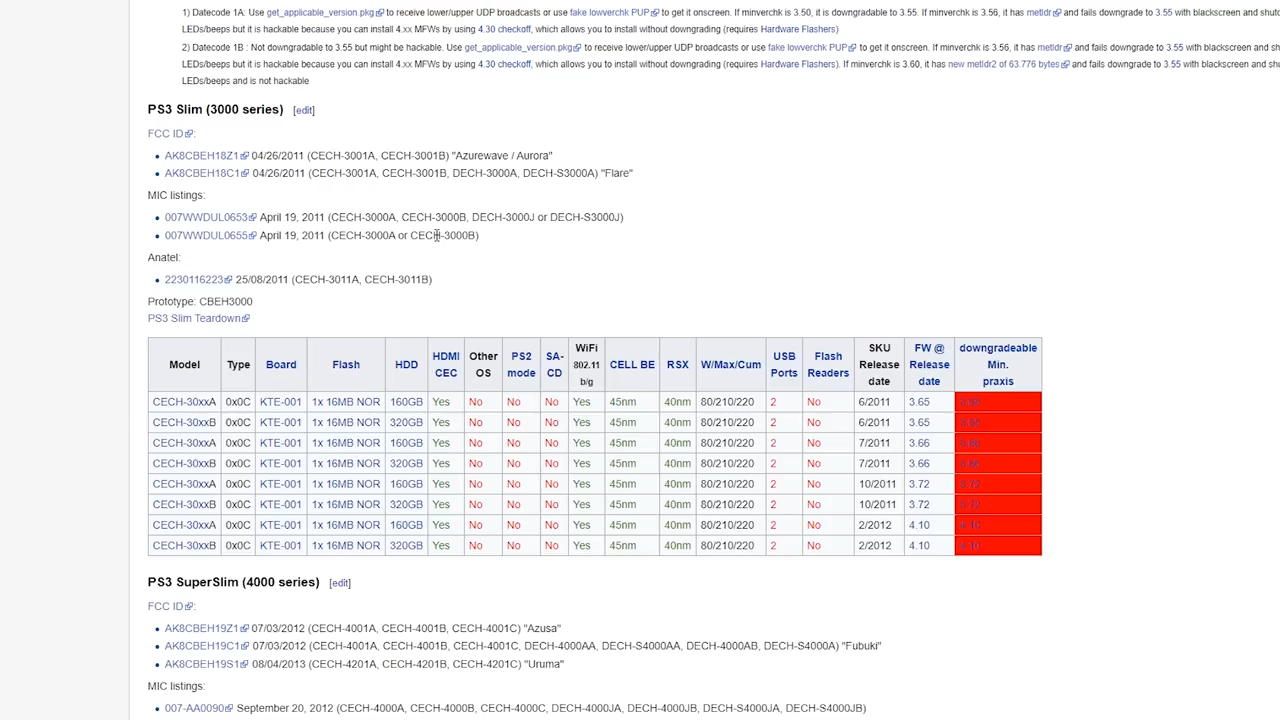 1) Datecode 1A: Use get_applicable_version.pkg to receive lower/upper UDP broadcasts or use fake lowverchk PUP to get it onscreen. If minverchk is 3.50, it is downgradable to 3.55. If minverchk is 3.56, it has metldr and fails downgrade to 3.55 with blackscreen and
LEDs/beeps but it is hackable because you can install 4.xx MFWs by using 4.30 checkoff, which allows you to install without downgrading (requires Hardware Flashers)
2) Datecode 1B : Not downgradable to 3.55 but might be hackable. Use get_applicable_version.pkg to receive lower/upper UDP broadcasts or use fake lowverchk PUP to get it onscreen. If minverchk is 3.56, it has metldr and fails downgrade to 3.55 with blackscreen and
LEDs/beeps but it is hackable because you can install 4.xx MFWs by using 4.30 checkoff, which allows you to install without downgrading (requires Hardware Flashers). If minverchk is 3.60, it has new metldr2 of 63.776 bytes and fails downgrade to 3.55 with blackscreen and
LEDs/beeps and is not hackable
PS3 Slim (3000 series) [edit]
FCC ID:
• AK8CBEH18Z1 04/26/2011 (CECH-3001A, CECH-3001B) "Azurewave / Aurora"
• AK8CBEH18C1 04/26/2011 (CECH-3001A, CECH-3001B, DECH-3000A, DECH-S3000A) "Flare"
MIC listings:
• 007WWDUL0653 April 19, 2011 (CECH-3000A, CECH-3000B, DECH-3000J or DECH-S3000J)
• 007WWDUL0655 April 19, 2011 (CECH-3000A or CECH-3000B)
Anatel:
• 2230116223 25/08/2011 (CECH-3011A, CECH-3011B)
Prototype: CBEH3000
PS3 Slim Teardown
Model Type Board Flash HDD HDMI CEC Other OS PS2 mode SA-CD WiFi 802.11 b/g CELL BE RSX W/Max/Cum USB Ports Flash Readers SKU Release date FW @ Release date downgradeable Min. praxis
CECH-30xxA 0x0C KTE-001 1x 16MB NOR 160GB Yes No No No Yes 45nm 40nm 80/210/220 2 No 6/2011 3.65
CECH-30xxB 0x0C KTE-001 1x 16MB NOR 320GB Yes No No No Yes 45nm 40nm 80/210/220 2 No 6/2011 3.65
CECH-30xxA 0x0C KTE-001 1x 16MB NOR 160GB Yes No No No Yes 45nm 40nm 80/210/220 2 No 7/2011 3.66
CECH-30xxB 0x0C KTE-001 1x 16MB NOR 320GB Yes No No No Yes 45nm 40nm 80/210/220 2 No 7/2011 3.66
CECH-30xxA 0x0C KTE-001 1x 16MB NOR 160GB Yes No No No Yes 45nm 40nm 80/210/220 2 No 10/2011 3.72 3.72
CECH-30xxB 0x0C KTE-001 1x 16MB NOR 320GB Yes No No No Yes 45nm 40nm 80/210/220 2 No 10/2011 3.72 3.72
CECH-30xxA 0x0C KTE-001 1x 16MB NOR 160GB Yes No No No Yes 45nm 40nm 80/210/220 2 No 2/2012 4.10 4.10
CECH-30xxB 0x0C KTE-001 1x 16MB NOR 320GB Yes No No No Yes 45nm 40nm 80/210/220 2 No 2/2012 4.10 4.10
PS3 SuperSlim (4000 series) [edit]
FCC ID:
• AK8CBEH19Z1 07/03/2012 (CECH-4001A, CECH-4001B, CECH-4001C) "Azusa"
• AK8CBEH19C1 07/03/2012 (CECH-4001A, CECH-4001B, CECH-4001C, DECH-4000AA, DECH-S4000AA, DECH-4000AB, DECH-S4000A) "Fubuki"
• AK8CBEH19S1 08/04/2013 (CECH-4201A, CECH-4201B, CECH-4201C) "Uruma"
MIC listings:
• 007-AA0090 September 20, 2012 (CECH-4000A, CECH-4000B, CECH-4000C, DECH-4000JA, DECH-4000JB, DECH-S4000JA, DECH-S4000JB)